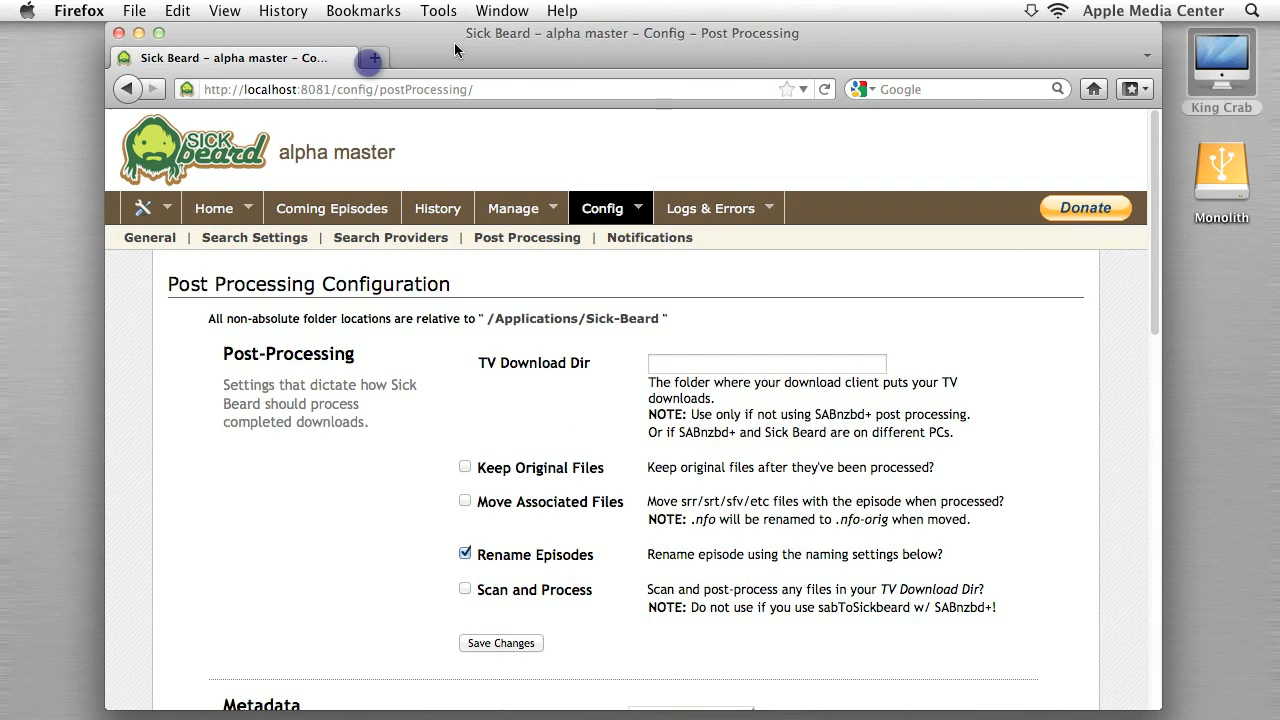 Firefox File Edit View History Bookmarks Tools Window Help Apple Media Center
Sick Beard – alpha master – Config – Post Processing
Sick Beard – alpha master – Co...
http://localhost:8081/config/postProcessing/ Google
King Crab
SICK
beard
alpha master
Home Coming Episodes History Manage Config Logs & Errors Donate
Monolith
General | Search Settings | Search Providers | Post Processing | Notifications
Post Processing Configuration
All non-absolute folder locations are relative to " /Applications/Sick-Beard "
Post-Processing
Settings that dictate how Sick
Beard should process
completed downloads.
TV Download Dir
The folder where your download client puts your TV
downloads.
NOTE: Use only if not using SABnzbd+ post processing.
Or if SABnzbd+ and Sick Beard are on different PCs.
Keep Original Files Keep original files after they've been processed?
Move Associated Files Move srr/srt/sfv/etc files with the episode when processed?
NOTE: .nfo will be renamed to .nfo-orig when moved.
Rename Episodes Rename episode using the naming settings below?
Scan and Process Scan and post-process any files in your TV Download Dir?
NOTE: Do not use if you use sabToSickbeard w/ SABnzbd+!
Save Changes
Metadata